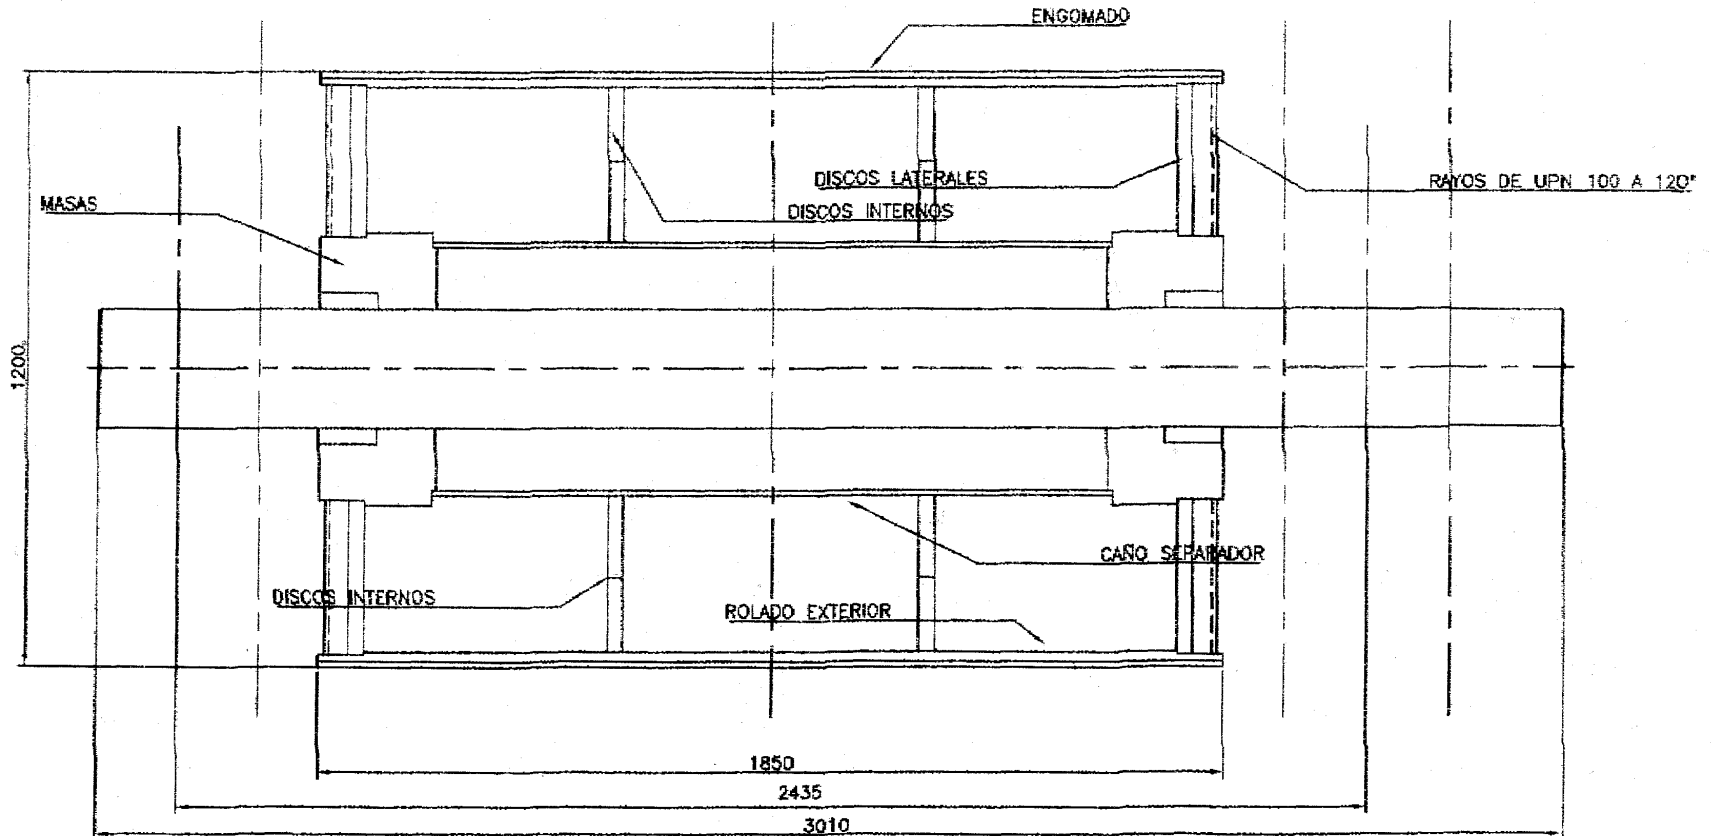 ENGOMADO
DISCOS LATERALES
RAYOS DE UPN 100 A 120°
MASAS
DISCOS INTERNOS
1200
CAÑO SEPARADOR
DISCOS INTERNOS
ROLADO EXTERIOR
1850
2435
3010